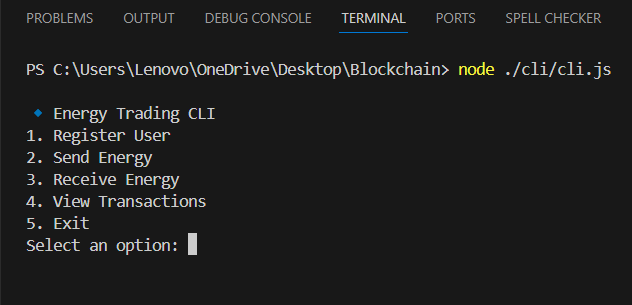 PROBLEMS OUTPUT DEBUG CONSOLE TERMINAL PORTS SPELL CHECKER
PS C:\Users\Lenovo\OneDrive\Desktop\Blockchain> node ./cli/cli.js
🔹 Energy Trading CLI
1. Register User
2. Send Energy
3. Receive Energy
4. View Transactions
5. Exit
Select an option: